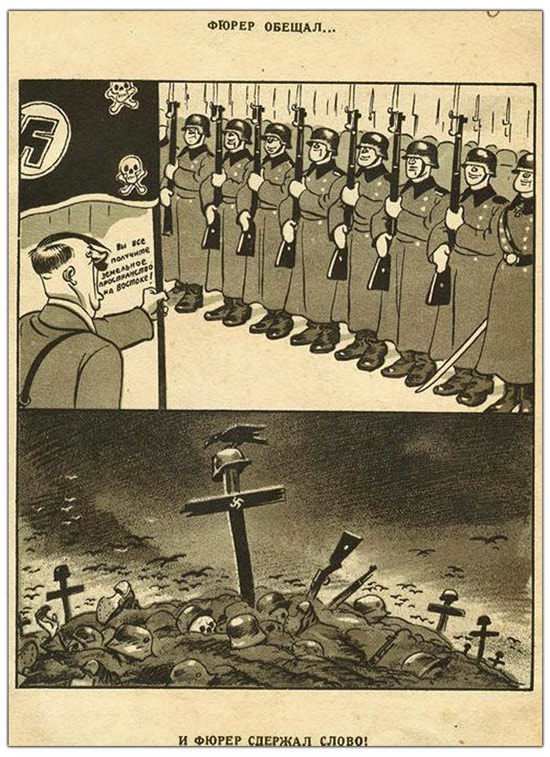 ФЮРЕР ОБЕЩАЛ...
Вы все
получите
земельное
пространство
на востоке!
И ФЮРЕР СДЕРЖАЛ СЛОВО!